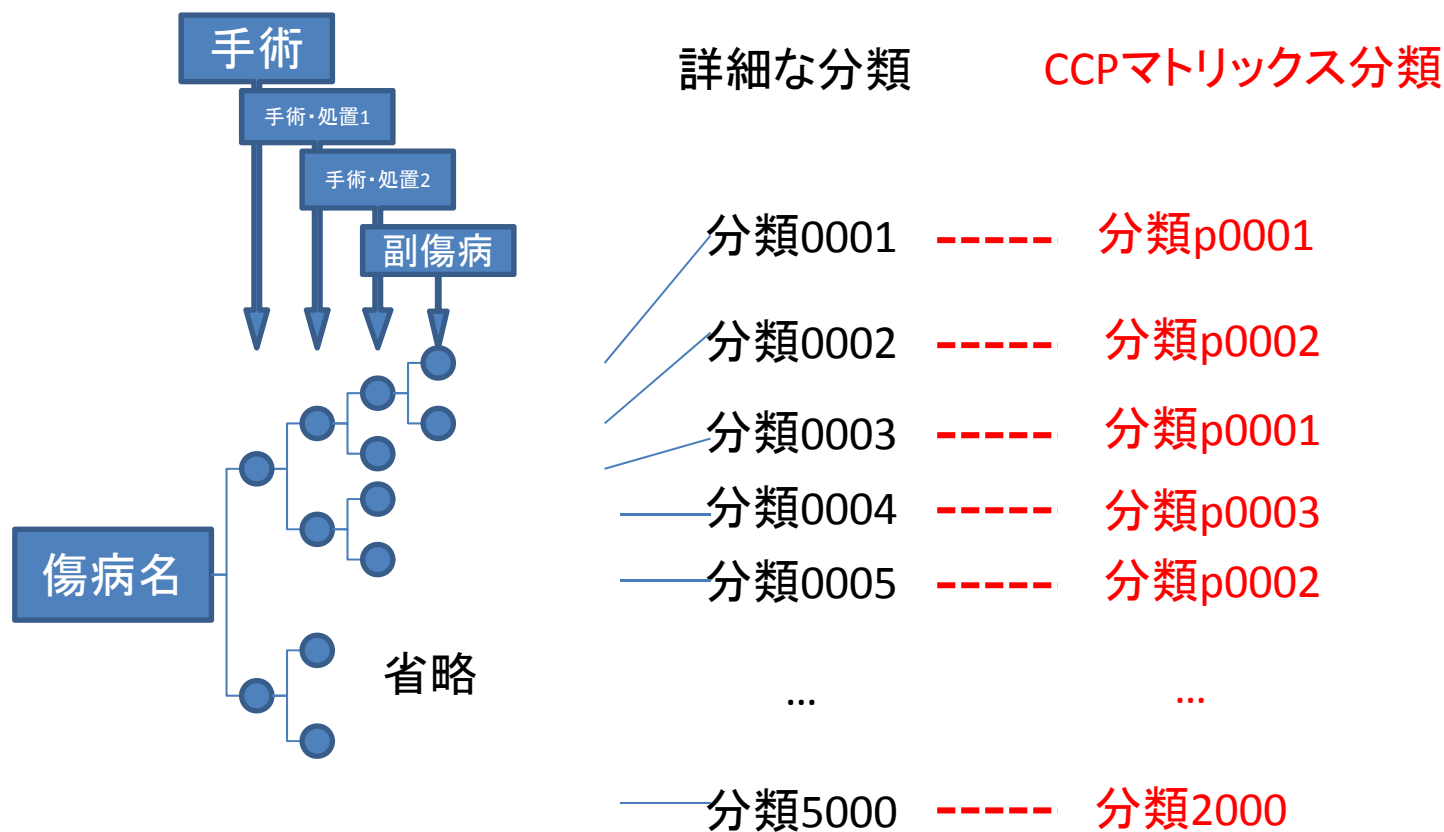 手術
手術・処置1
手術・処置2
副傷病
傷病名
省略
詳細な分類 CCPマトリックス分類
分類0001 ----- 分類p0001
分類0002 ----- 分類p0002
分類0003 ----- 分類p0001
分類0004 ----- 分類p0003
分類0005 ----- 分類p0002
… …
分類5000 ----- 分類2000